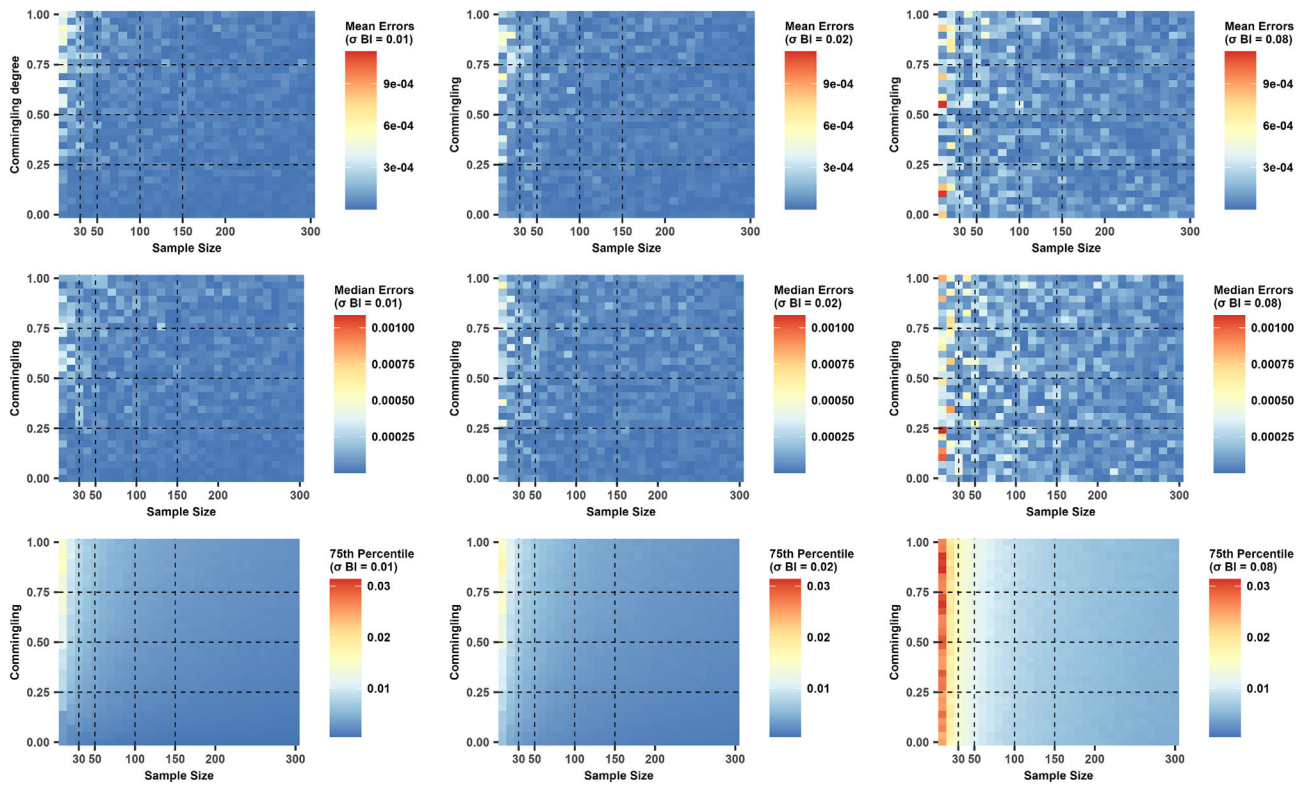 1.00
0.75
0.50
0.25
0.00
Commingling degree
30 50 100 150 200 300
Sample Size
Mean Errors
(σ BI = 0.01)
9e-04
6e-04
3e-04
1.00
0.75
0.50
0.25
0.00
Commingling
30 50 100 150 200 300
Sample Size
Mean Errors
(σ BI = 0.02)
9e-04
6e-04
3e-04
1.00
0.75
0.50
0.25
0.00
Commingling
30 50 100 150 200 300
Sample Size
Mean Errors
(σ BI = 0.08)
9e-04
6e-04
3e-04
1.00
0.75
0.50
0.25
0.00
Commingling
30 50 100 150 200 300
Sample Size
Median Errors
(σ BI = 0.01)
0.00100
0.00075
0.00050
0.00025
1.00
0.75
0.50
0.25
0.00
Commingling
30 50 100 150 200 300
Sample Size
Median Errors
(σ BI = 0.02)
0.00100
0.00075
0.00050
0.00025
1.00
0.75
0.50
0.25
0.00
Commingling
30 50 100 150 200 300
Sample Size
Median Errors
(σ BI = 0.08)
0.00100
0.00075
0.00050
0.00025
1.00
0.75
0.50
0.25
0.00
Commingling
30 50 100 150 200 300
Sample Size
75th Percentile
(σ BI = 0.01)
0.03
0.02
0.01
1.00
0.75
0.50
0.25
0.00
Commingling
30 50 100 150 200 300
Sample Size
75th Percentile
(σ BI = 0.02)
0.03
0.02
0.01
1.00
0.75
0.50
0.25
0.00
Commingling
30 50 100 150 200 300
Sample Size
75th Percentile
(σ BI = 0.08)
0.03
0.02
0.01